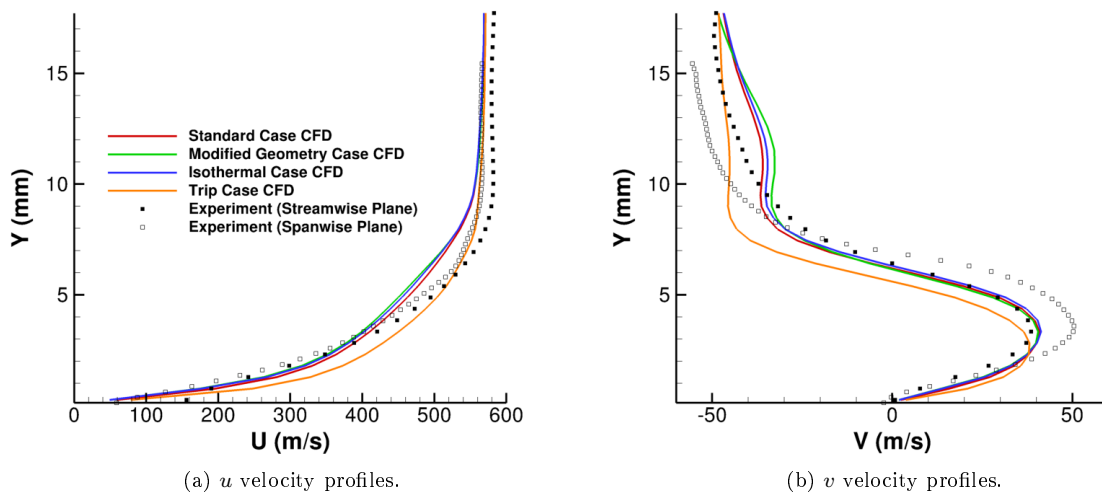 15
10
5
0
100
200
300
400
500
600
Y (mm)
U (m/s)
Standard Case CFD
Modified Geometry Case CFD
Isothermal Case CFD
Trip Case CFD
Experiment (Streamwise Plane)
Experiment (Spanwise Plane)
(a) u velocity profiles.
15
10
5
-50
0
50
Y (mm)
V (m/s)
(b) v velocity profiles.